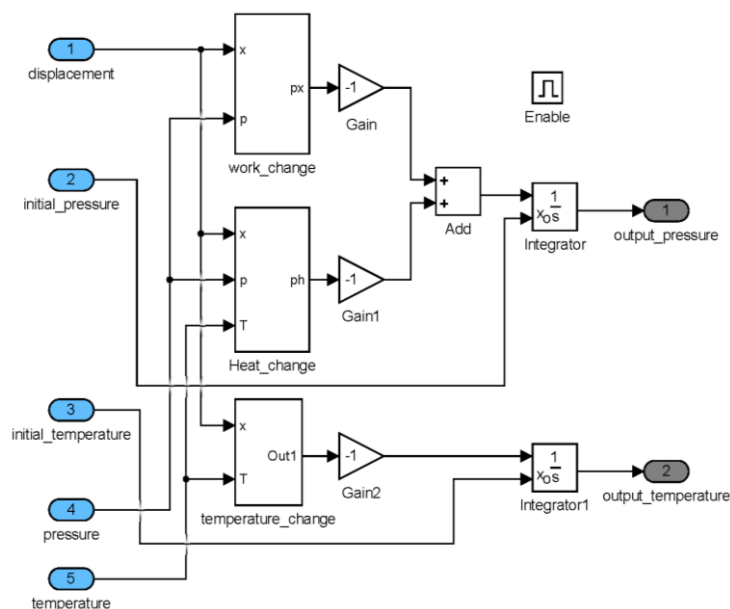 1
displacement
x
p
px
work_change
-1
Gain
Enable
2
initial_pressure
x
p
T
ph
Heat_change
-1
Gain1
+
+
Add
1
s
xo
Integrator
1
output_pressure
3
initial_temperature
x
T
Out1
temperature_change
-1
Gain2
1
s
xo
Integrator1
2
output_temperature
4
pressure
5
temperature